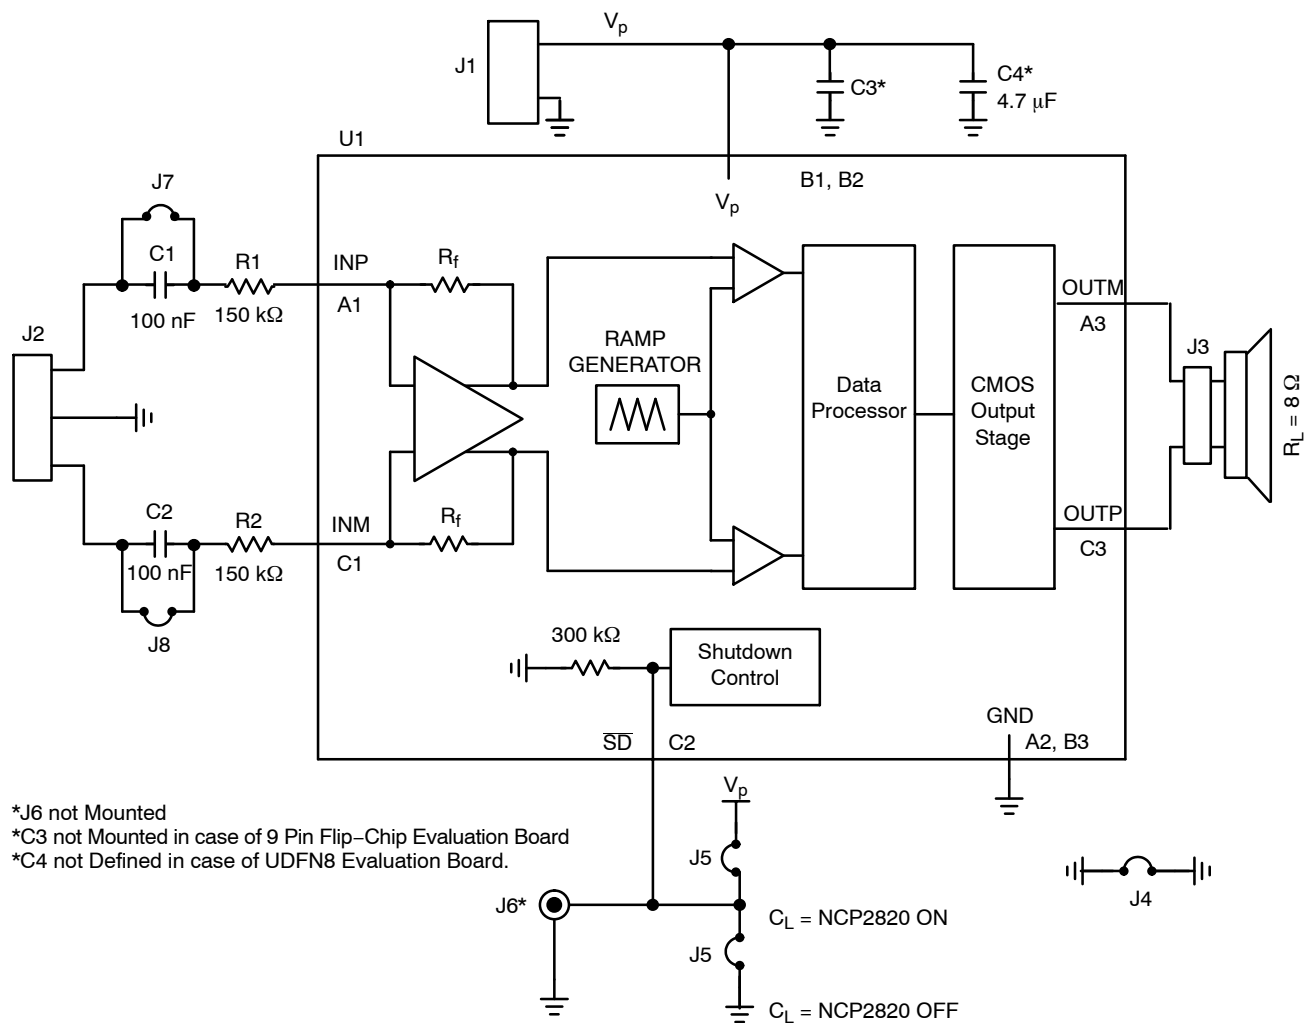 Vp
J1
C3*
C4*
4.7 μF
U1
B1, B2
Vp
J7
C1
100 nF
R1
150 kΩ
INP
A1
Rf
J2
RAMP
GENERATOR
Data
Processor
CMOS
Output
Stage
OUTM
A3
J3
RL = 8 Ω
C2
100 nF
R2
150 kΩ
INM
C1
Rf
OUTP
C3
J8
300 kΩ
Shutdown
Control
GND
A2, B3
SD
C2
*J6 not Mounted
*C3 not Mounted in case of 9 Pin Flip−Chip Evaluation Board
*C4 not Defined in case of UDFN8 Evaluation Board.
Vp
J5
J6*
CL = NCP2820 ON
J5
CL = NCP2820 OFF
J4